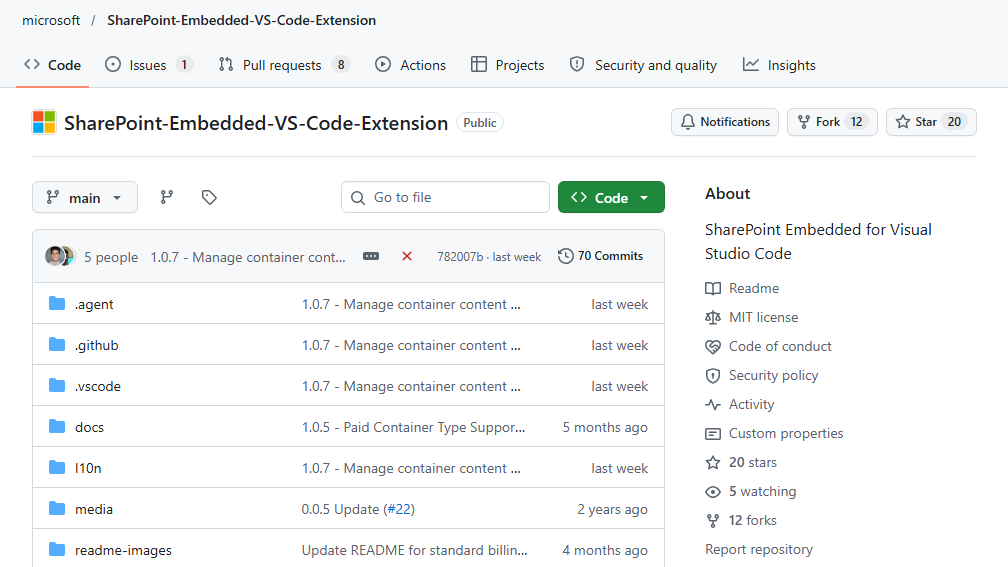 microsoft / SharePoint-Embedded-VS-Code-Extension
Code Issues 1 Pull requests 8 Actions Projects Security and quality Insights
SharePoint-Embedded-VS-Code-Extension Public
Notifications Fork 12 Star 20
main Go to file Code
5 people 1.0.7 - Manage container cont... 782007b · last week 70 Commits
.agent 1.0.7 - Manage container content ... last week
.github 1.0.7 - Manage container content ... last week
.vscode 1.0.7 - Manage container content ... last week
docs 1.0.5 - Paid Container Type Suppor... 5 months ago
l10n 1.0.7 - Manage container content ... last week
media 0.0.5 Update (#22) 2 years ago
readme-images Update README for standard billin... 4 months ago
About
SharePoint Embedded for Visual
Studio Code
Readme
MIT license
Code of conduct
Security policy
Activity
Custom properties
20 stars
5 watching
12 forks
Report repository